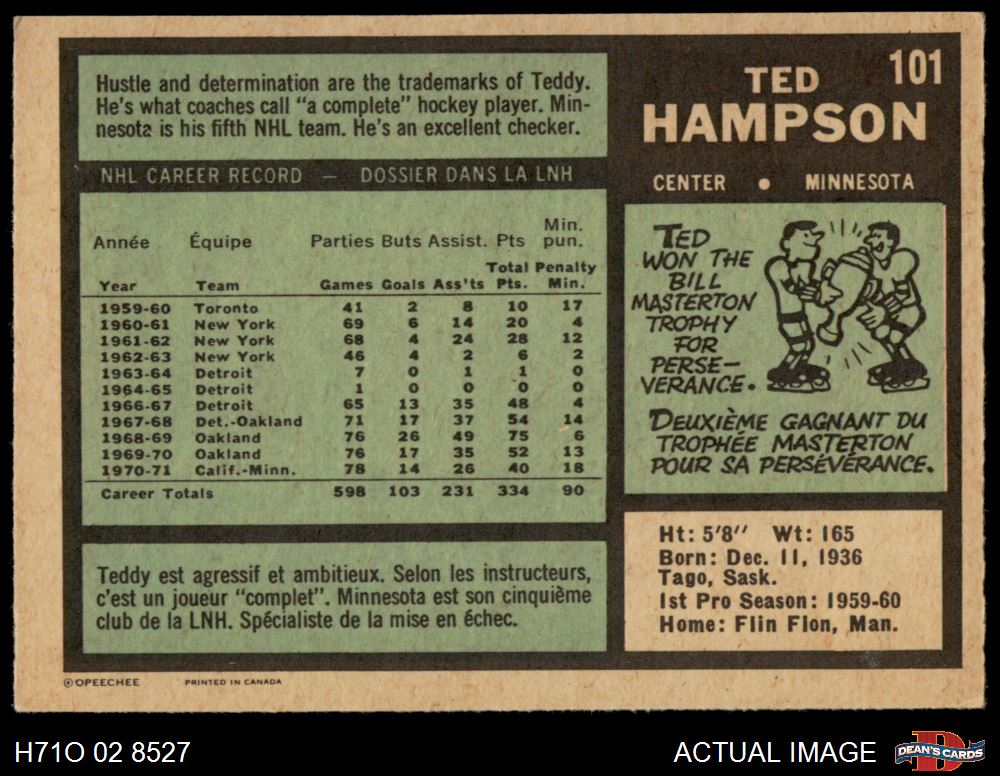 101
TED
HAMPSON
CENTER • MINNESOTA
Hustle and determination are the trademarks of Teddy.
He's what coaches call "a complete" hockey player. Min-
nesota is his fifth NHL team. He's an excellent checker.
NHL CAREER RECORD — DOSSIER DANS LA LNH
Année Équipe Parties Buts Assist. Pts Min. pun.
Year Team Games Goals Ass'ts Total Pts. Penalty Min.
1959-60 Toronto 41 2 8 10 17
1960-61 New York 69 6 14 20 4
1961-62 New York 68 4 24 28 12
1962-63 New York 46 4 2 6 2
1963-64 Detroit 7 0 1 1 0
1964-65 Detroit 1 0 0 0 0
1966-67 Detroit 65 13 35 48 4
1967-68 Det.-Oakland 71 17 37 54 14
1968-69 Oakland 76 26 49 75 6
1969-70 Oakland 76 17 35 52 13
1970-71 Calif.-Minn. 78 14 26 40 18
Career Totals 598 103 231 334 90
Teddy est agressif et ambitieux. Selon les instructeurs,
c'est un joueur "complet". Minnesota est son cinquième
club de la LNH. Spécialiste de la mise en échec.
TED
WON THE
BILL
MASTERTON
TROPHY
FOR
PERSE-
VERANCE.
DEUXIÈME GAGNANT DU
TROPHÉE MASTERTON
POUR SA PERSÉVÉRANCE.
Ht: 5'8" Wt: 165
Born: Dec. 11, 1936
Tago, Sask.
1st Pro Season: 1959-60
Home: Flin Flon, Man.
© OPEECHEE PRINTED IN CANADA
H71O 02 8527
ACTUAL IMAGE
DEAN'S CARDS